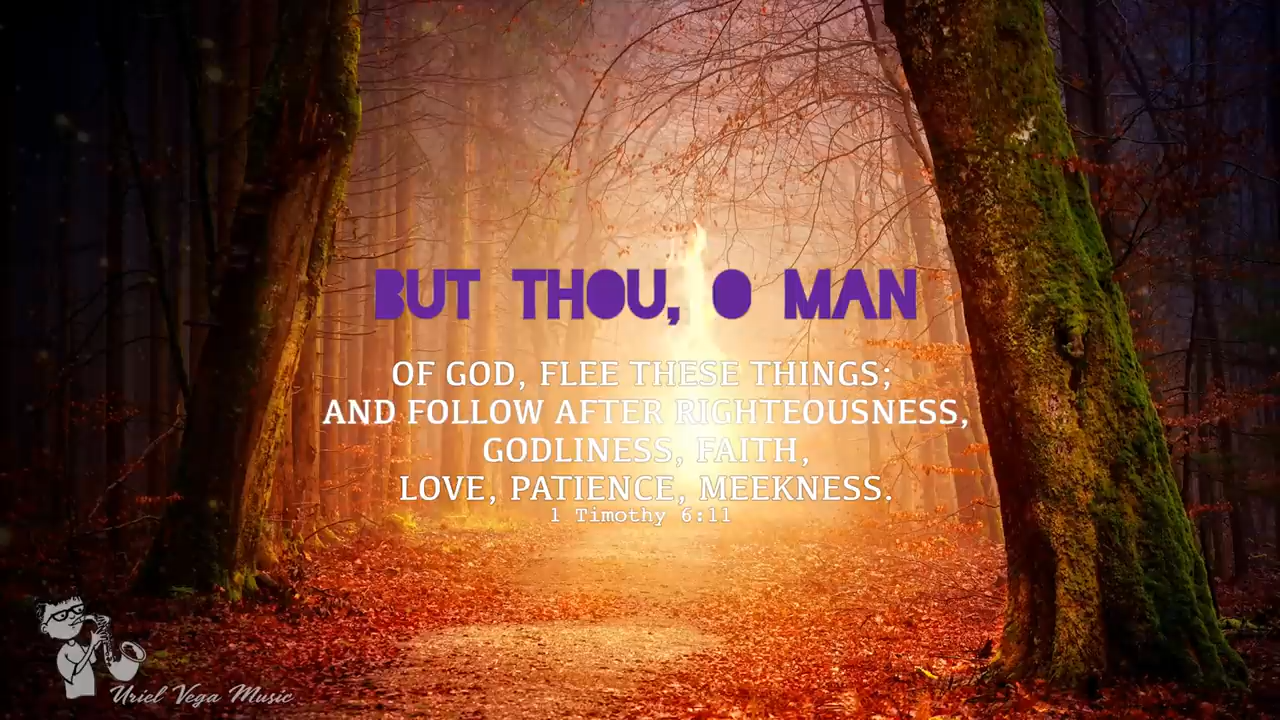 BUT THOU, O MAN
OF GOD, FLEE THESE THINGS;
AND FOLLOW AFTER RIGHTEOUSNESS,
GODLINESS, FAITH,
LOVE, PATIENCE, MEEKNESS.
1 Timothy 6:11
Uriel Vega Music